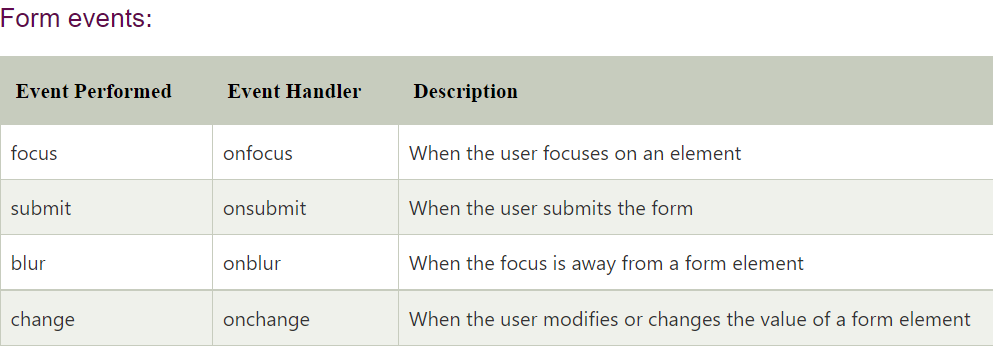 Form events:
Event Performed Event Handler Description
focus onfocus When the user focuses on an element
submit onsubmit When the user submits the form
blur onblur When the focus is away from a form element
change onchange When the user modifies or changes the value of a form element